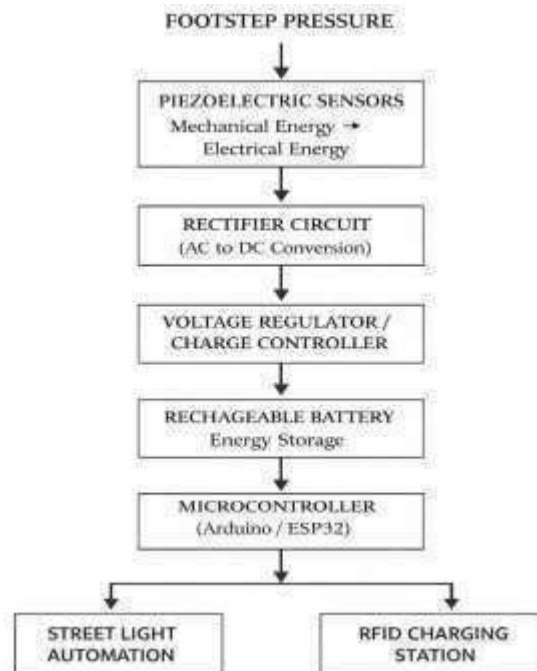 FOOTSTEP PRESSURE
PIEZOELECTRIC SENSORS
Mechanical Energy →
Electrical Energy
RECTIFIER CIRCUIT
(AC to DC Conversion)
VOLTAGE REGULATOR /
CHARGE CONTROLLER
RECHAGEABLE BATTERY
Energy Storage
MICROCONTROLLER
(Arduino / ESP32)
STREET LIGHT
AUTOMATION
RFID CHARGING
STATION